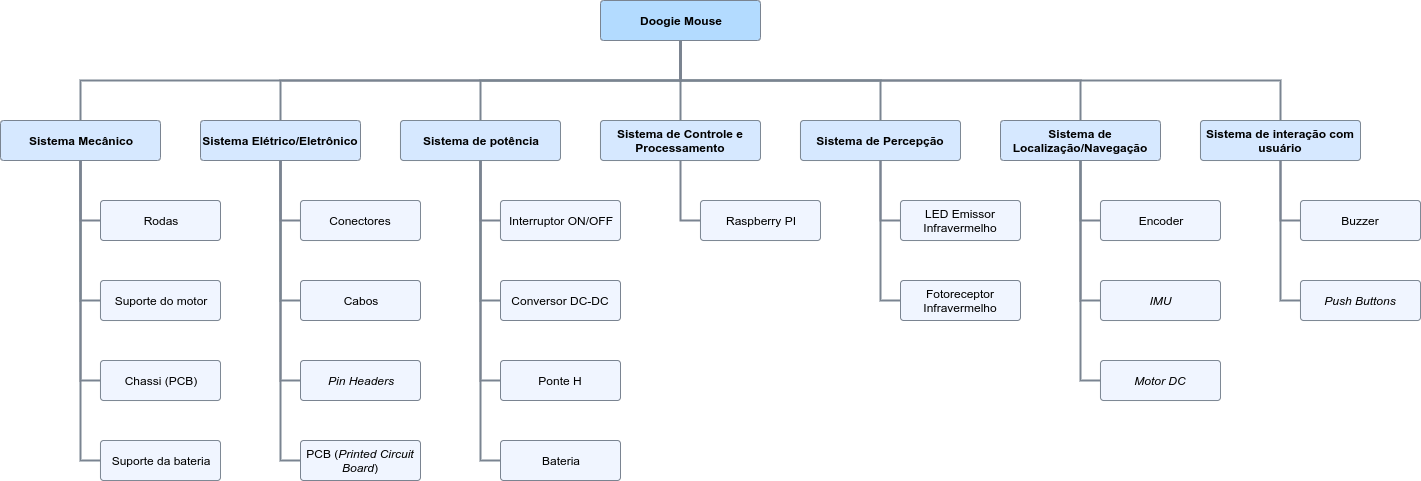 Doogie Mouse
Sistema Mecânico
Sistema Elétrico/Eletrônico
Sistema de potência
Sistema de Controle e
Processamento
Sistema de Percepção
Sistema de
Localização/Navegação
Sistema de interação com
usuário
Rodas
Conectores
Interruptor ON/OFF
Raspberry PI
LED Emissor
Infravermelho
Encoder
Buzzer
Suporte do motor
Cabos
Conversor DC-DC
Fotoreceptor
Infravermelho
IMU
Push Buttons
Chassi (PCB)
Pin Headers
Ponte H
Motor DC
Suporte da bateria
PCB (Printed Circuit
Board)
Bateria